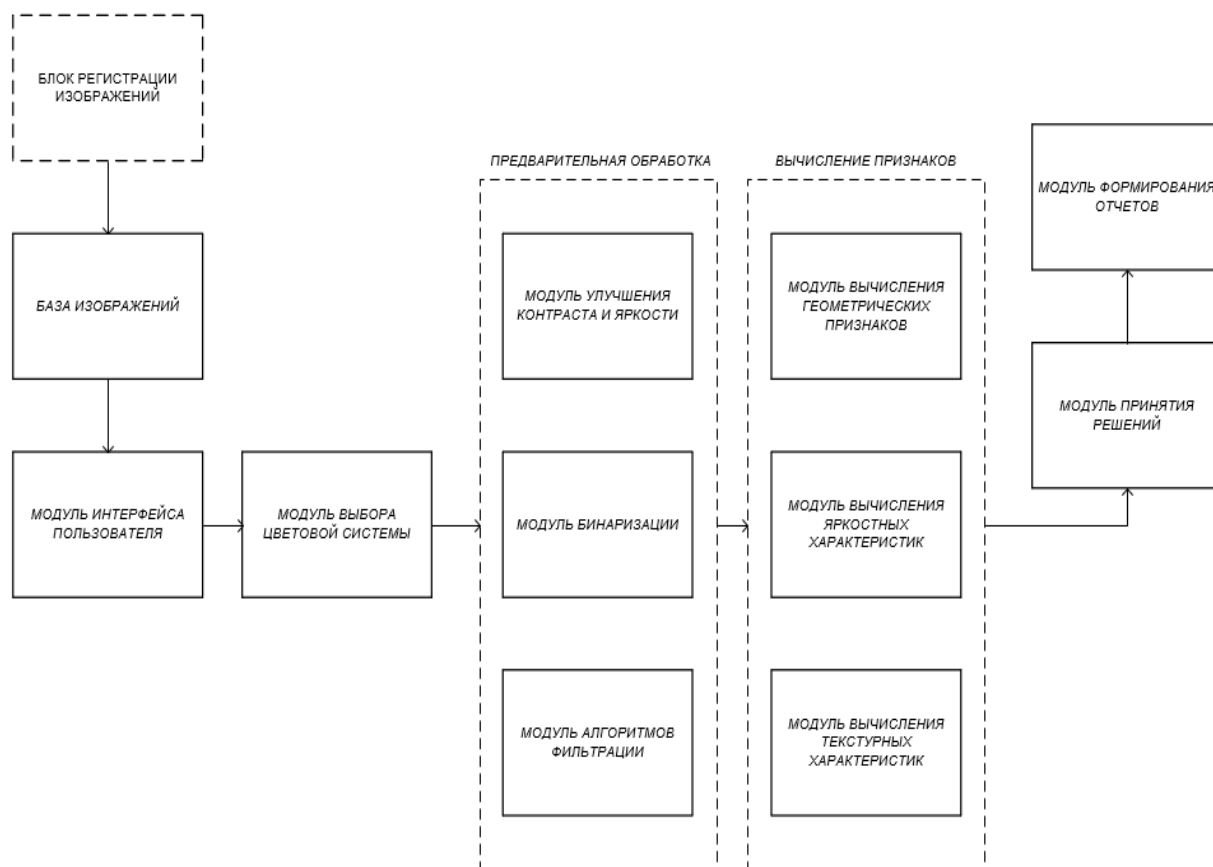 БЛОК РЕГИСТРАЦИИ
ИЗОБРАЖЕНИЙ
БАЗА ИЗОБРАЖЕНИЙ
МОДУЛЬ ИНТЕРФЕЙСА
ПОЛЬЗОВАТЕЛЯ
МОДУЛЬ ВЫБОРА
ЦВЕТОВОЙ СИСТЕМЫ
ПРЕДВАРИТЕЛЬНАЯ ОБРАБОТКА
МОДУЛЬ УЛУЧШЕНИЯ
КОНТРАСТА И ЯРКОСТИ
МОДУЛЬ БИНАРИЗАЦИИ
МОДУЛЬ АЛГОРИТМОВ
ФИЛЬТРАЦИИ
ВЫЧИСЛЕНИЕ ПРИЗНАКОВ
МОДУЛЬ ВЫЧИСЛЕНИЯ
ГЕОМЕТРИЧЕСКИХ
ПРИЗНАКОВ
МОДУЛЬ ВЫЧИСЛЕНИЯ
ЯРКОСТНЫХ
ХАРАКТЕРИСТИК
МОДУЛЬ ВЫЧИСЛЕНИЯ
ТЕКСТУРНЫХ
ХАРАКТЕРИСТИК
МОДУЛЬ ФОРМИРОВАНИЯ
ОТЧЕТОВ
МОДУЛЬ ПРИНЯТИЯ
РЕШЕНИЙ